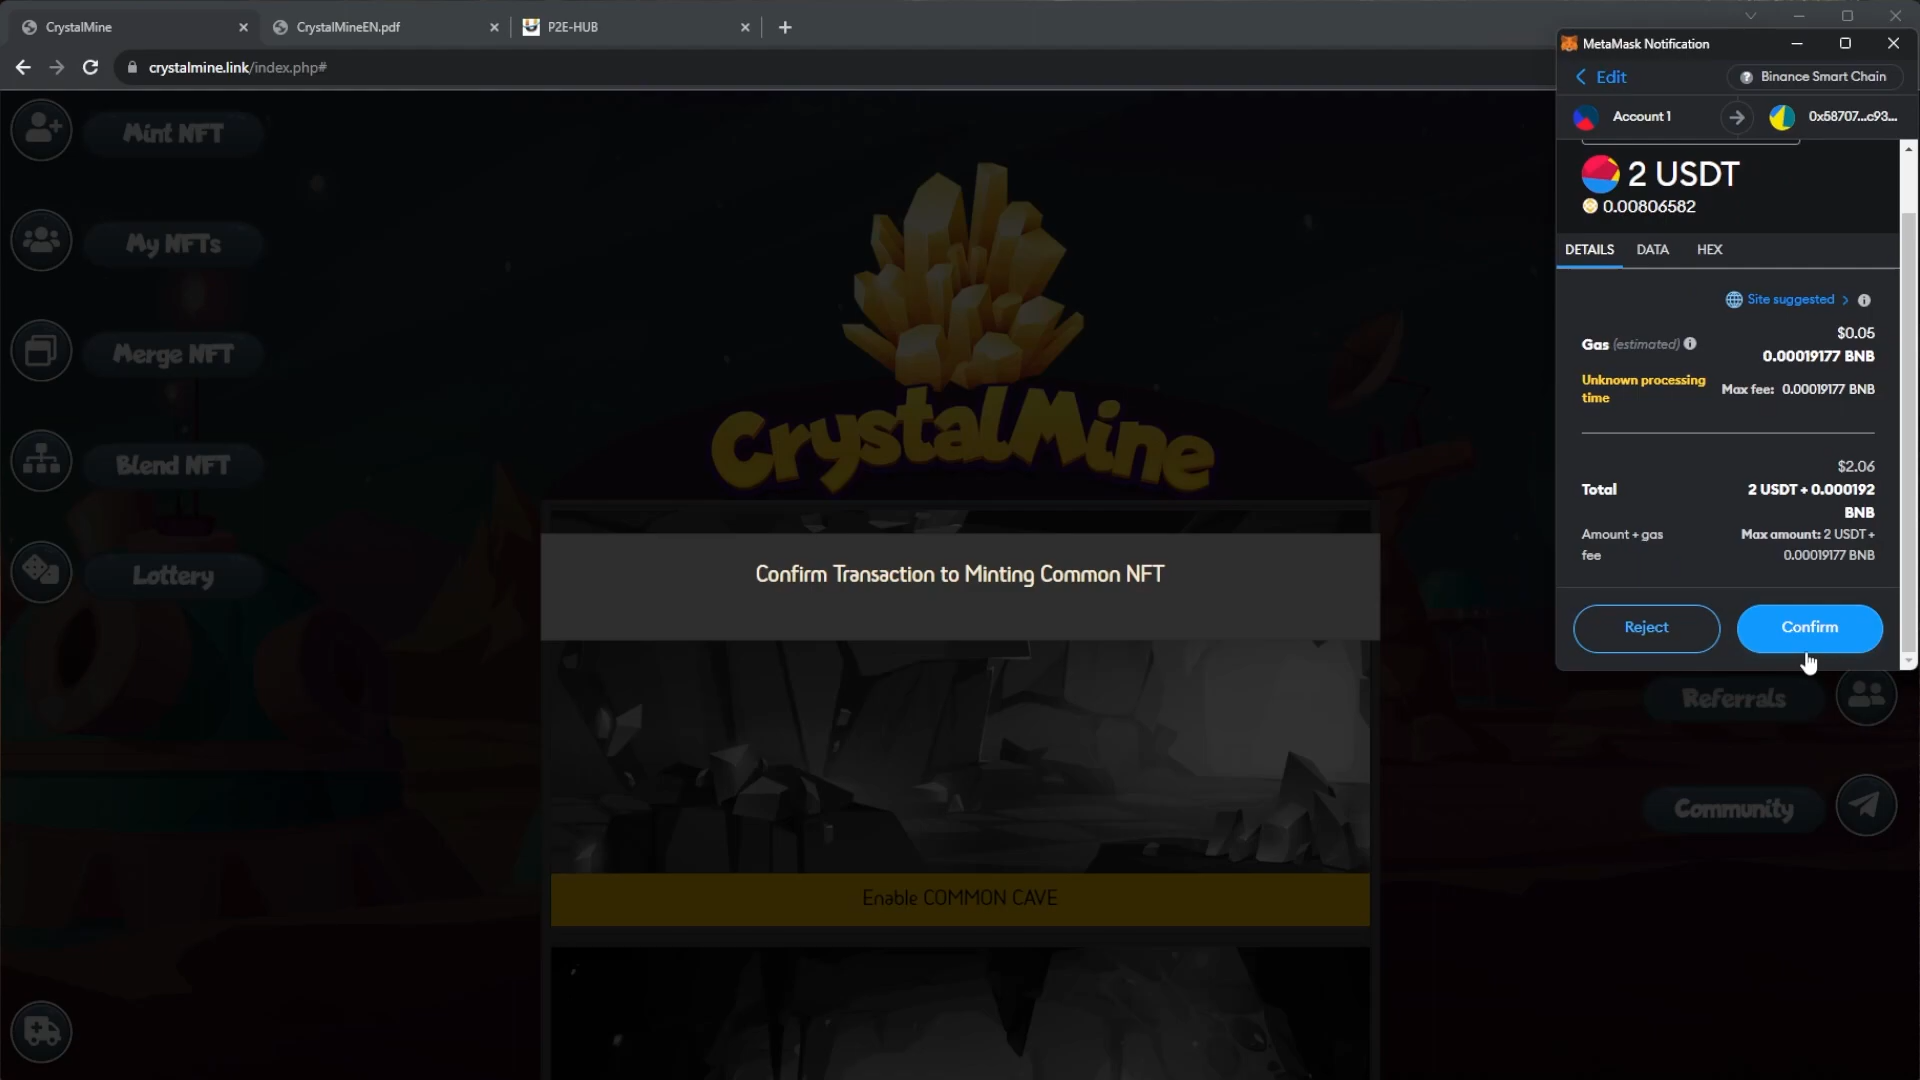 CrystalMine
CrystalMineEN.pdf
P2E-HUB
crystalmine.link/index.php#
MetaMask Notification
Edit
Binance Smart Chain
Account 1
0x58707...c93...
2 USDT
0.00806582
DETAILS
DATA
HEX
Site suggested >
Gas (estimated)
$0.05
0.00019177 BNB
Unknown processing
time
Max fee: 0.00019177 BNB
$2.06
Total
2 USDT + 0.000192
BNB
Amount + gas
fee
Max amount: 2 USDT +
0.00019177 BNB
Reject
Confirm
Mint NFT
My NFTs
Merge NFT
Blend NFT
Lottery
CrystalMine
Confirm Transaction to Minting Common NFT
Enable COMMON CAVE
Referrals
Community